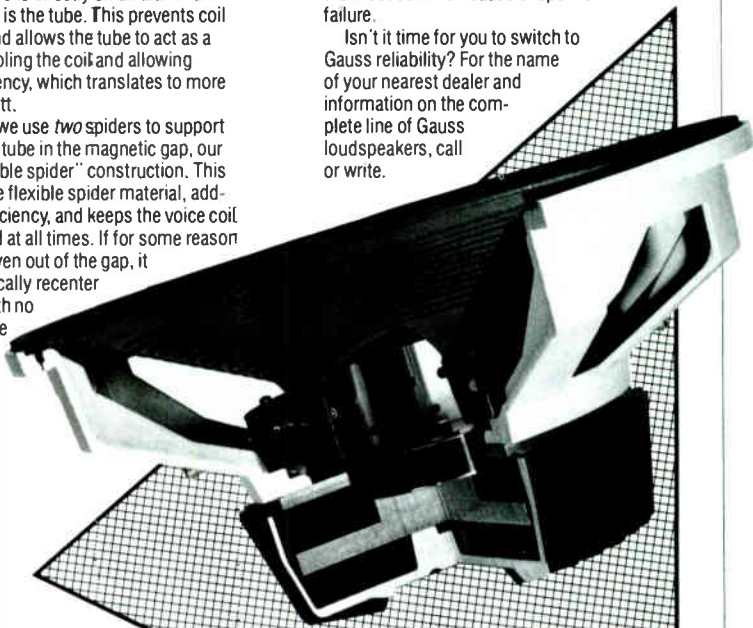 is the tube. This prevents coil
nd allows the tube to act as a
oling the coil and allowing
ency, which translates to more
tt.
we use two spiders to support
tube in the magnetic gap, our
ble spider" construction. This
e flexible spider material, add-
ciency, and keeps the voice coil
d at all times. If for some reason
ven out of the gap, it
cally recenter
th no
e
failure.
Isn't it time for you to switch to
Gauss reliability? For the name
of your nearest dealer and
information on the com-
plete line of Gauss
loudspeakers, call
or write.